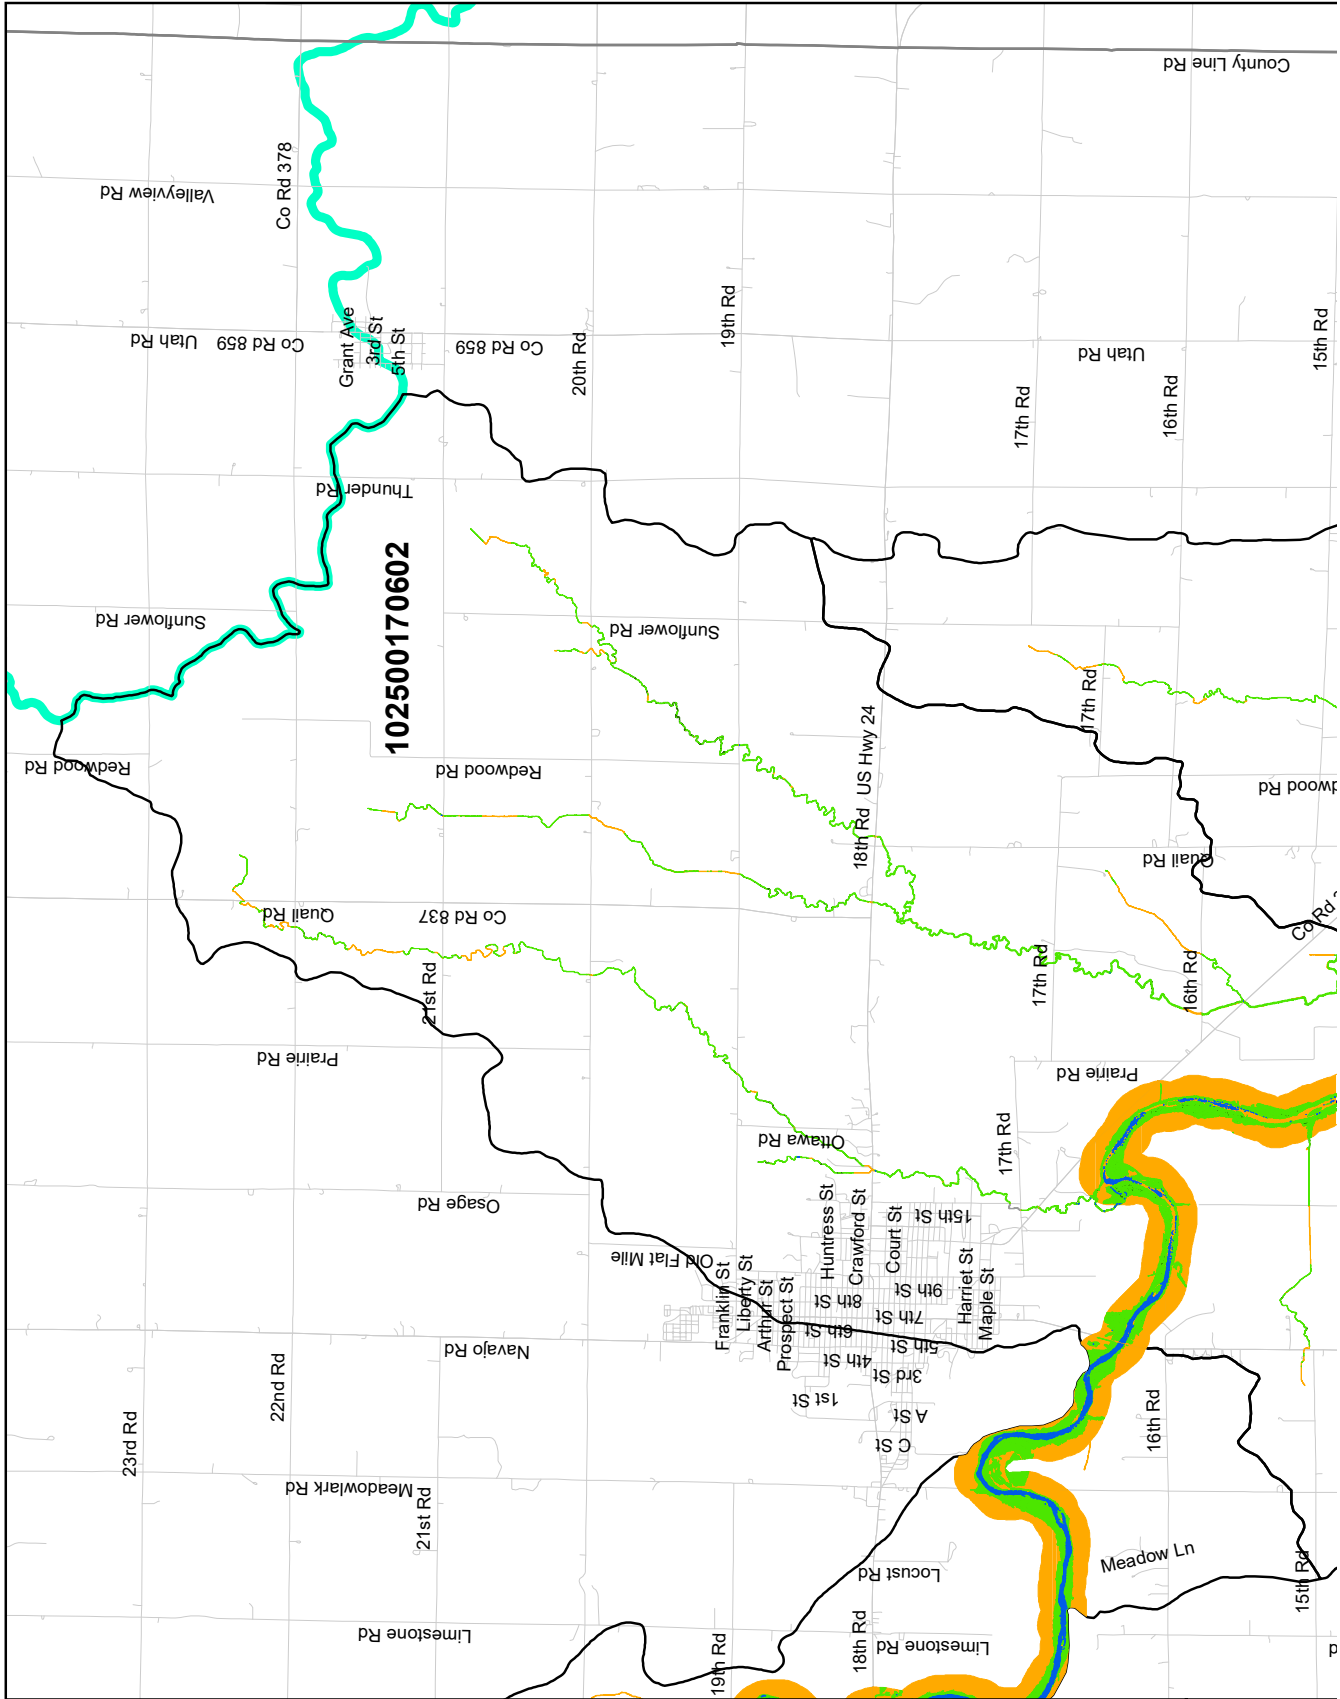 County Line Rd
Co Rd 378
Valleyview Rd
Grant Ave
3rd St
5th St
Utah Rd
Co Rd 859
Co Rd 859
20th Rd
19th Rd
Utah Rd
15th Rd
17th Rd
16th Rd
Thunder Rd
102500170602
Sunflower Rd
Sunflower Rd
17th Rd
Redwood Rd
Redwood Rd
18th Rd
US Hwy 24
Quail Rd
Quail Rd
Co Rd 837
Co Rd
21st Rd
17th Rd
16th Rd
Prairie Rd
Prairie Rd
Ottawa Rd
17th Rd
Osage Rd
Old Flat Mile
Huntress St
Crawford St
Court St
15th St
Franklin St
Liberty St
Arthur St
Prospect St
8th St
9th St
Harriet St
Maple St
6th St
7th St
4th St
5th St
3rd St
1st St
A St
C St
Navajo Rd
22nd Rd
23rd Rd
Meadowlark Rd
21st Rd
16th Rd
Meadow Ln
Locust Rd
15th Rd
Limestone Rd
19th Rd
18th Rd
Limestone Rd
dwood Rd
d